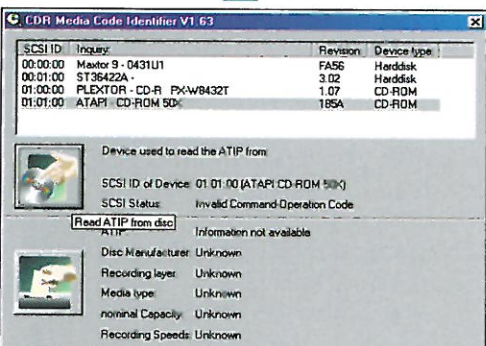 CDR Media Code Identifier V1.63
SCSI ID Inquiry: Revision Device type:
00:00:00 Maxtor 9 - 0431U1 FA56 Harddisk
00:01:00 ST36422A - 3.02 Harddisk
01:00:00 PLEXTOR - CD-R PX-W8432T 1.07 CD-ROM
01:01:00 ATAPI - CD-ROM 50X 185A CD-ROM
Device used to read the ATIP from:
SCSI ID of Device: 01:01:00 (ATAPI CD-ROM 50X)
SCSI Status: Invalid Command-Operation Code
Read ATIP from disc
ATIP: Information not available
Disc Manufacturer: Unknown
Recording layer: Unknown
Media type: Unknown
nominal Capacity: Unknown
Recording Speeds: Unknown